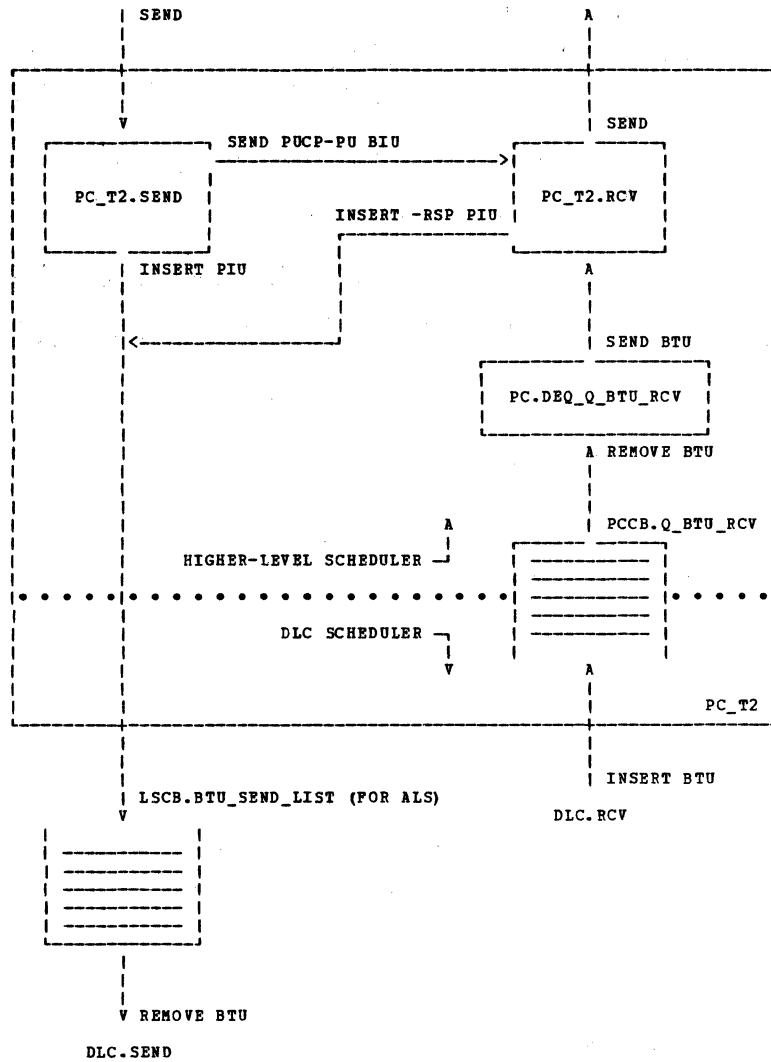 SEND
SEND PUCP-PU BIU
SEND
PC_T2.SEND
PC_T2.RCV
INSERT -RSP PIU
INSERT PIU
SEND BTU
PC.DEQ_Q_BTU_RCV
REMOVE BTU
PCCB.Q_BTU_RCV
HIGHER-LEVEL SCHEDULER
DLC SCHEDULER
PC_T2
INSERT BTU
LSCB.BTU_SEND_LIST (FOR ALS)
DLC.RCV
REMOVE BTU
DLC.SEND